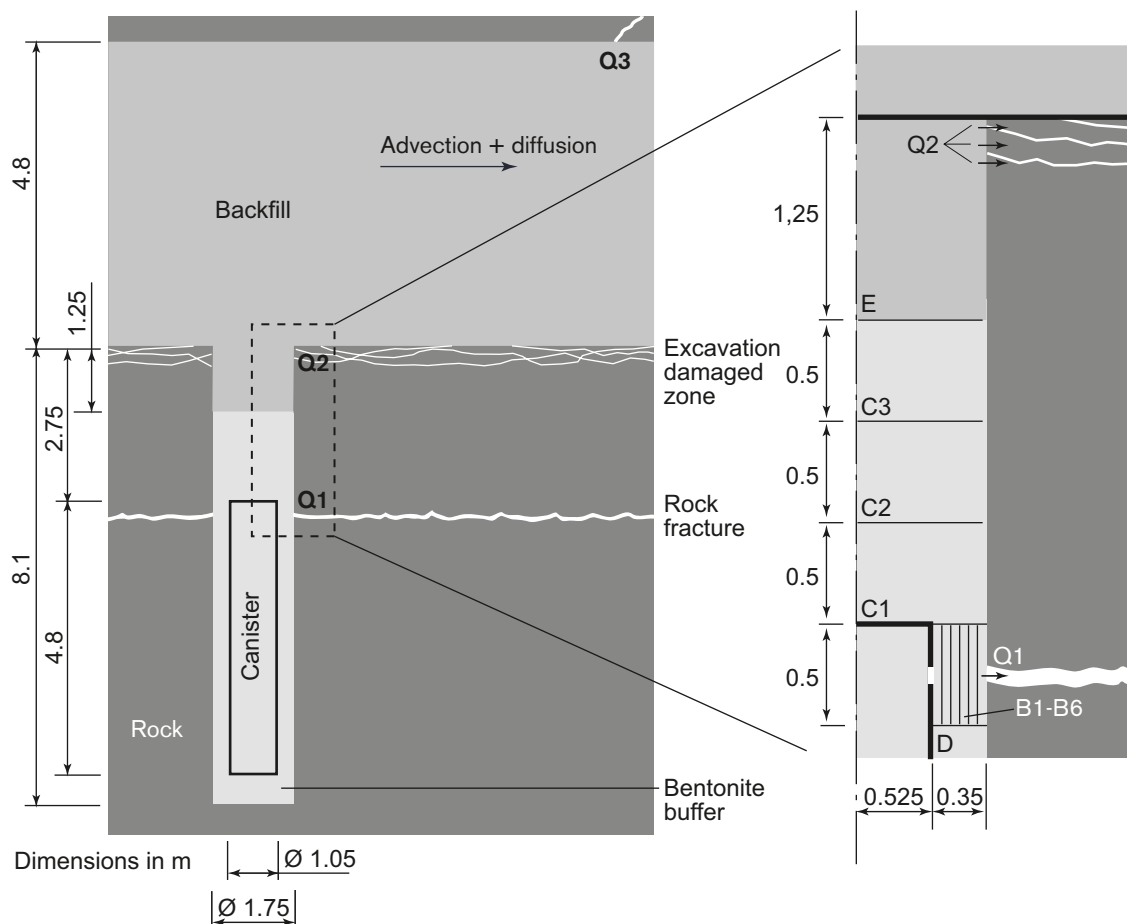 Q3
4.8
Advection + diffusion
Backfill
1.25
Q2
Excavation
damaged
zone
2.75
Q1
Rock
fracture
8.1
4.8
Canister
Rock
Bentonite
buffer
Dimensions in m
Ø 1.05
Ø 1.75
Q2
1,25
E
0.5
C3
0.5
C2
0.5
C1
0.5
Q1
B1-B6
D
0.525
0.35